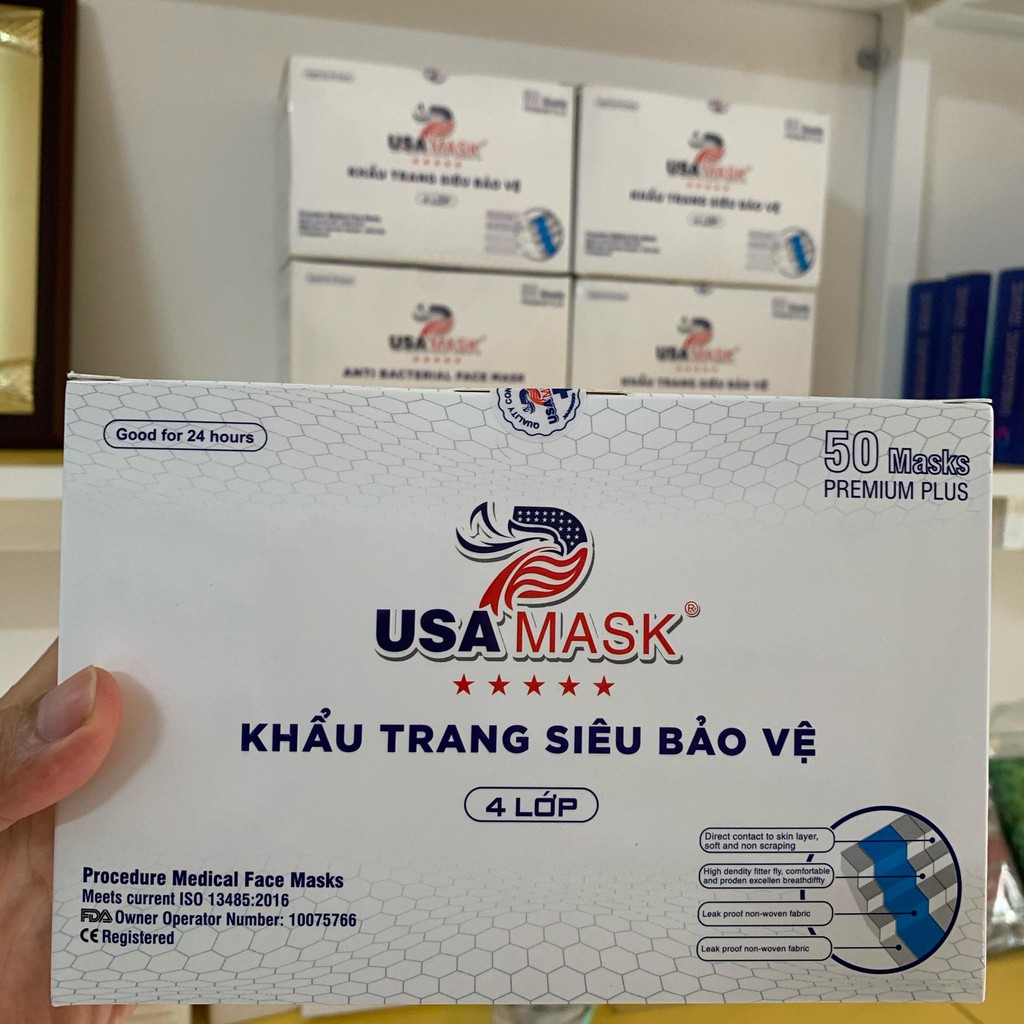 USA MASK
KHẨU TRANG SIÊU BẢO VỆ
4 LỚP
USA MASK
KHẨU TRANG SIÊU BẢO VỆ
4 LỚP
USA MASK
ANTI BACTERIAL FACE MASK
USA MASK
KHẨU TRANG SIÊU BẢO VỆ
Good for 24 hours
50 Masks
PREMIUM PLUS
USA MASK®
KHẨU TRANG SIÊU BẢO VỆ
4 LỚP
Direct contact to skin layer,
soft and non scraping
High dendity fitter fly, comfortable
and proden excellen breathdiffty
Leak proof non-woven fabric
Leak proof non-woven fabric
Procedure Medical Face Masks
Meets current ISO 13485:2016
FDA Owner Operator Number: 10075766
CE Registered